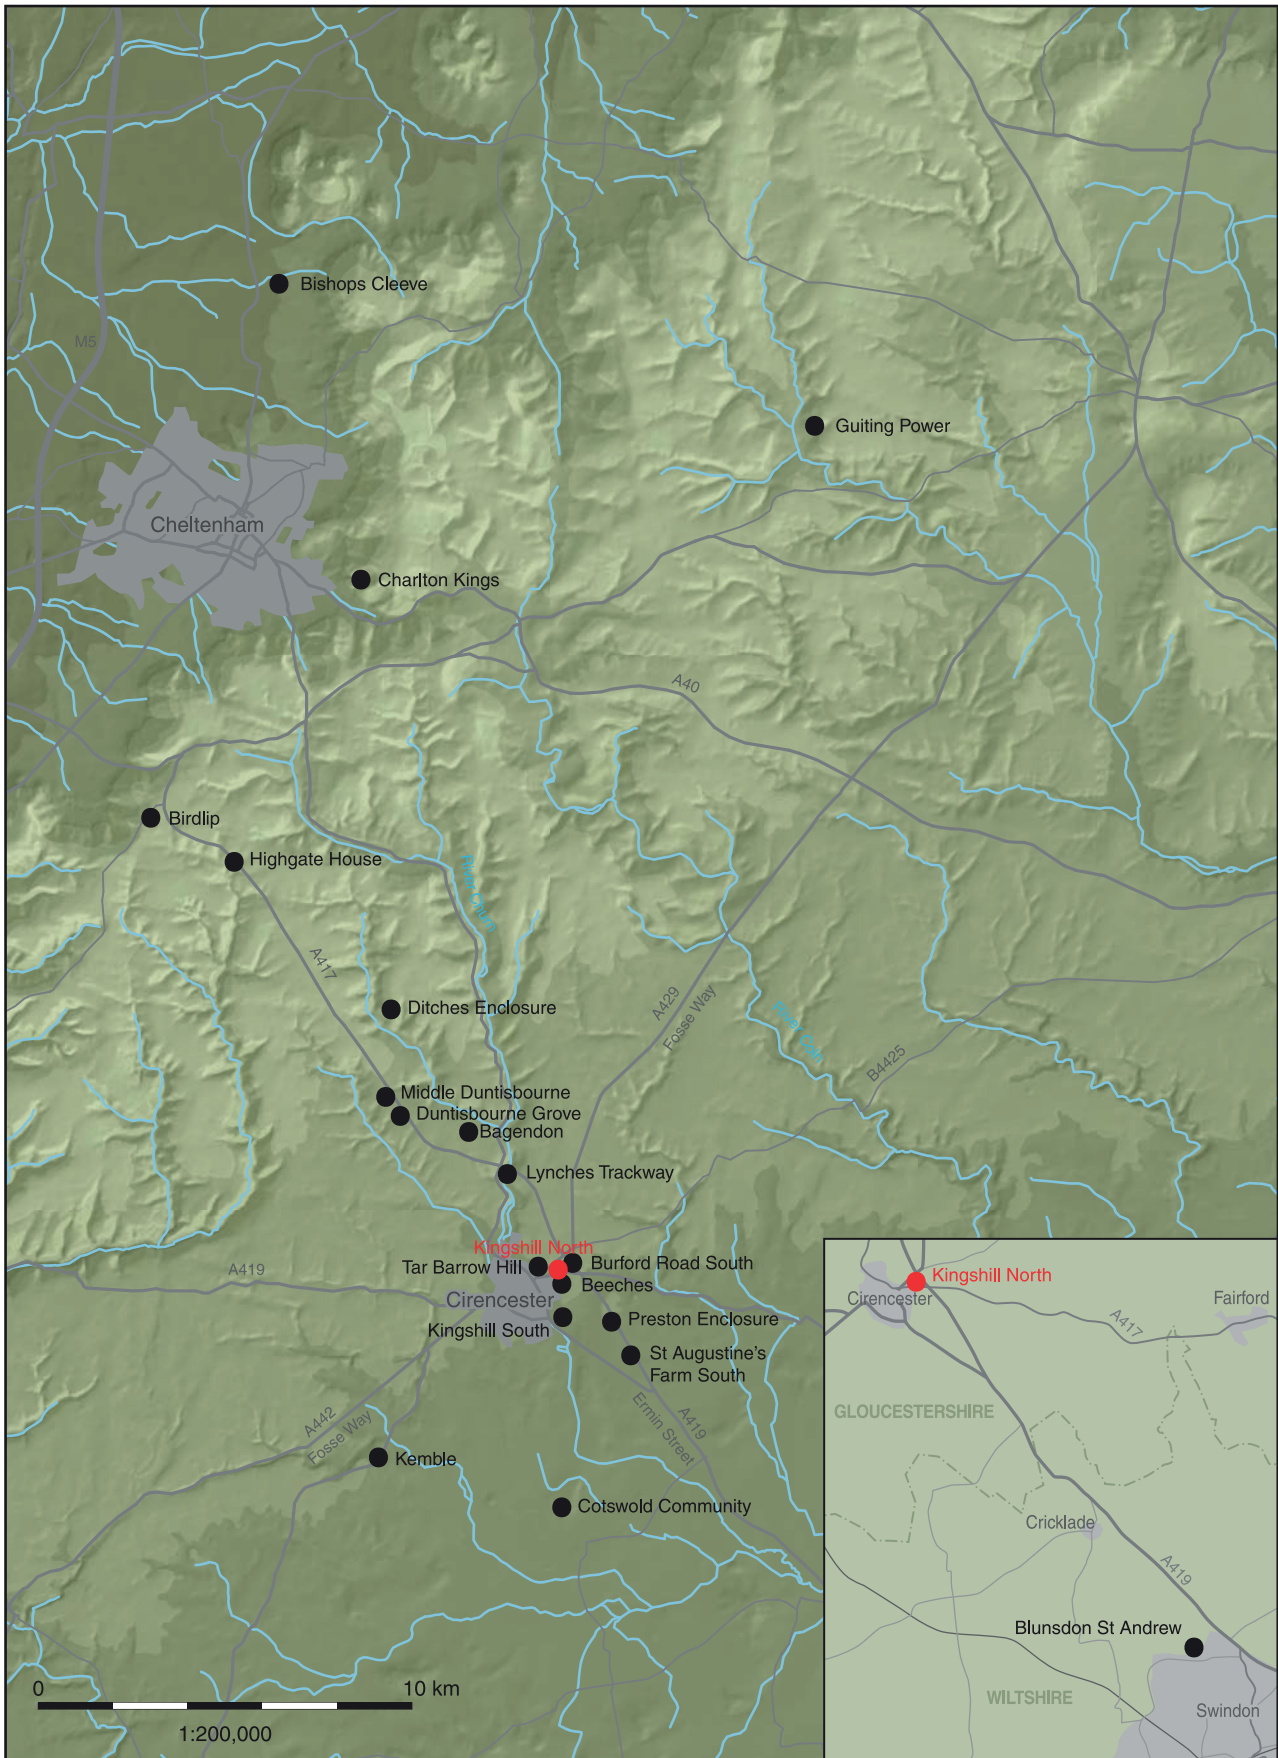 Bishops Cleeve
M5
Guiting Power
Cheltenham
Charlton Kings
A40
Birdlip
Highgate House
River Churn
A417
Ditches Enclosure
A429
Fosse Way
River Coln
B4425
Middle Duntisbourne
Duntisbourne Grove
Bagendon
Lynches Trackway
Kingshill North
Tar Barrow Hill
Burford Road South
A419
Beeches
Cirencester
Kingshill South
Preston Enclosure
St Augustine's
Farm South
A442
Fosse Way
Ermin Street
A419
Kemble
Cotswold Community
0
10 km
1:200,000
Kingshill North
Cirencester
Fairford
A417
GLOUCESTERSHIRE
Cricklade
A419
Blunsdon St Andrew
WILTSHIRE
Swindon